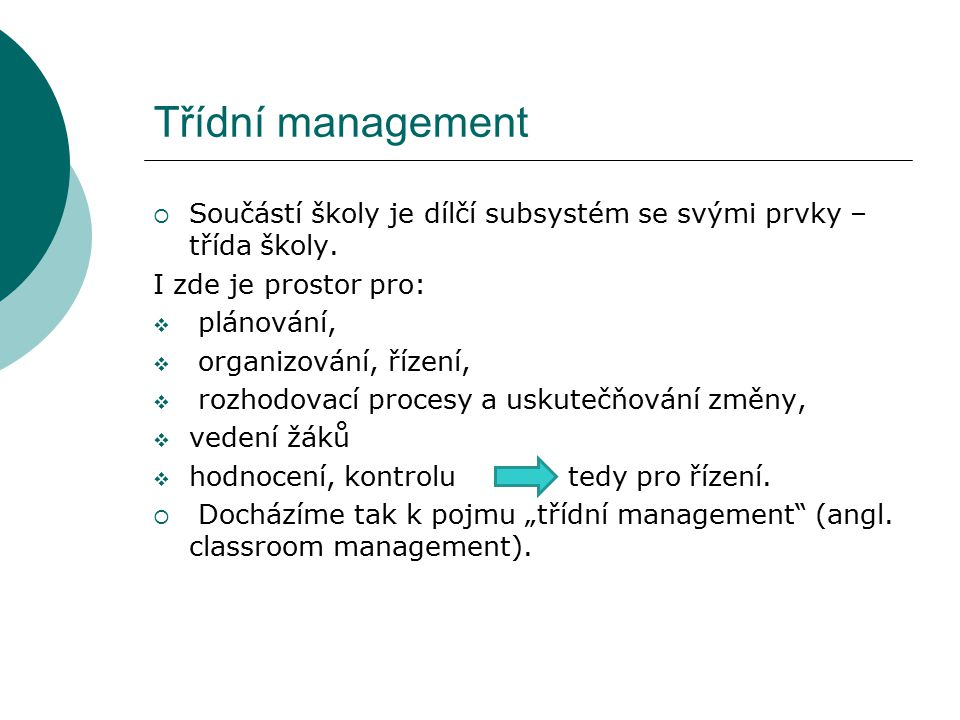 Třídní management
Součástí školy je dílčí subsystém se svými prvky –
třída školy.
I zde je prostor pro:
plánování,
organizování, řízení,
rozhodovací procesy a uskutečňování změny,
vedení žáků
hodnocení, kontrolu tedy pro řízení.
Docházíme tak k pojmu „třídní management“ (angl.
classroom management).